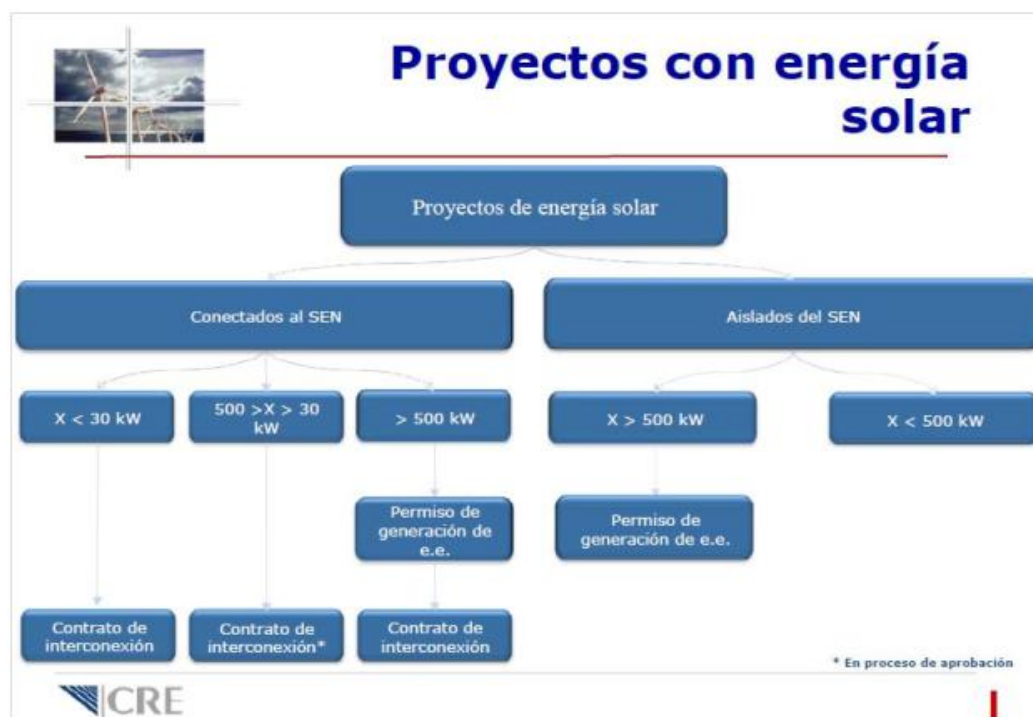 Proyectos con energía
solar
Proyectos de energía solar
Conectados al SEN
Aislados del SEN
X < 30 kW
500 >X > 30
kW
> 500 kW
X > 500 kW
X < 500 kW
Permiso de
generación de
e.e.
Permiso de
generación de e.e.
Contrato de
interconexión
Contrato de
interconexión*
Contrato de
interconexión
* En proceso de aprobación
CRE